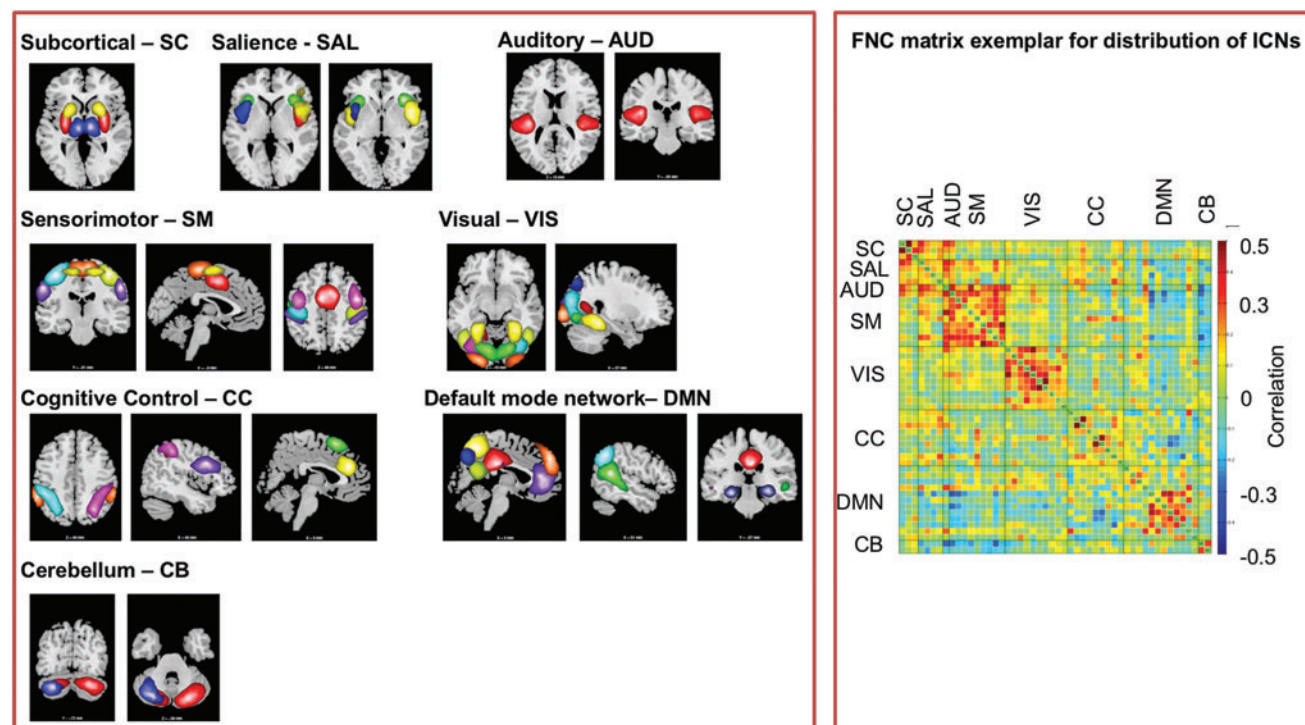 Subcortical – SC
Salience - SAL
Auditory – AUD
Sensorimotor – SM
Visual – VIS
Cognitive Control – CC
Default mode network– DMN
Cerebellum – CB
FNC matrix exemplar for distribution of ICNs
SC
SAL
AUD
SM
VIS
CC
DMN
CB
SC
SAL
AUD
SM
VIS
CC
DMN
CB
0.5
0.3
0
-0.3
-0.5
Correlation